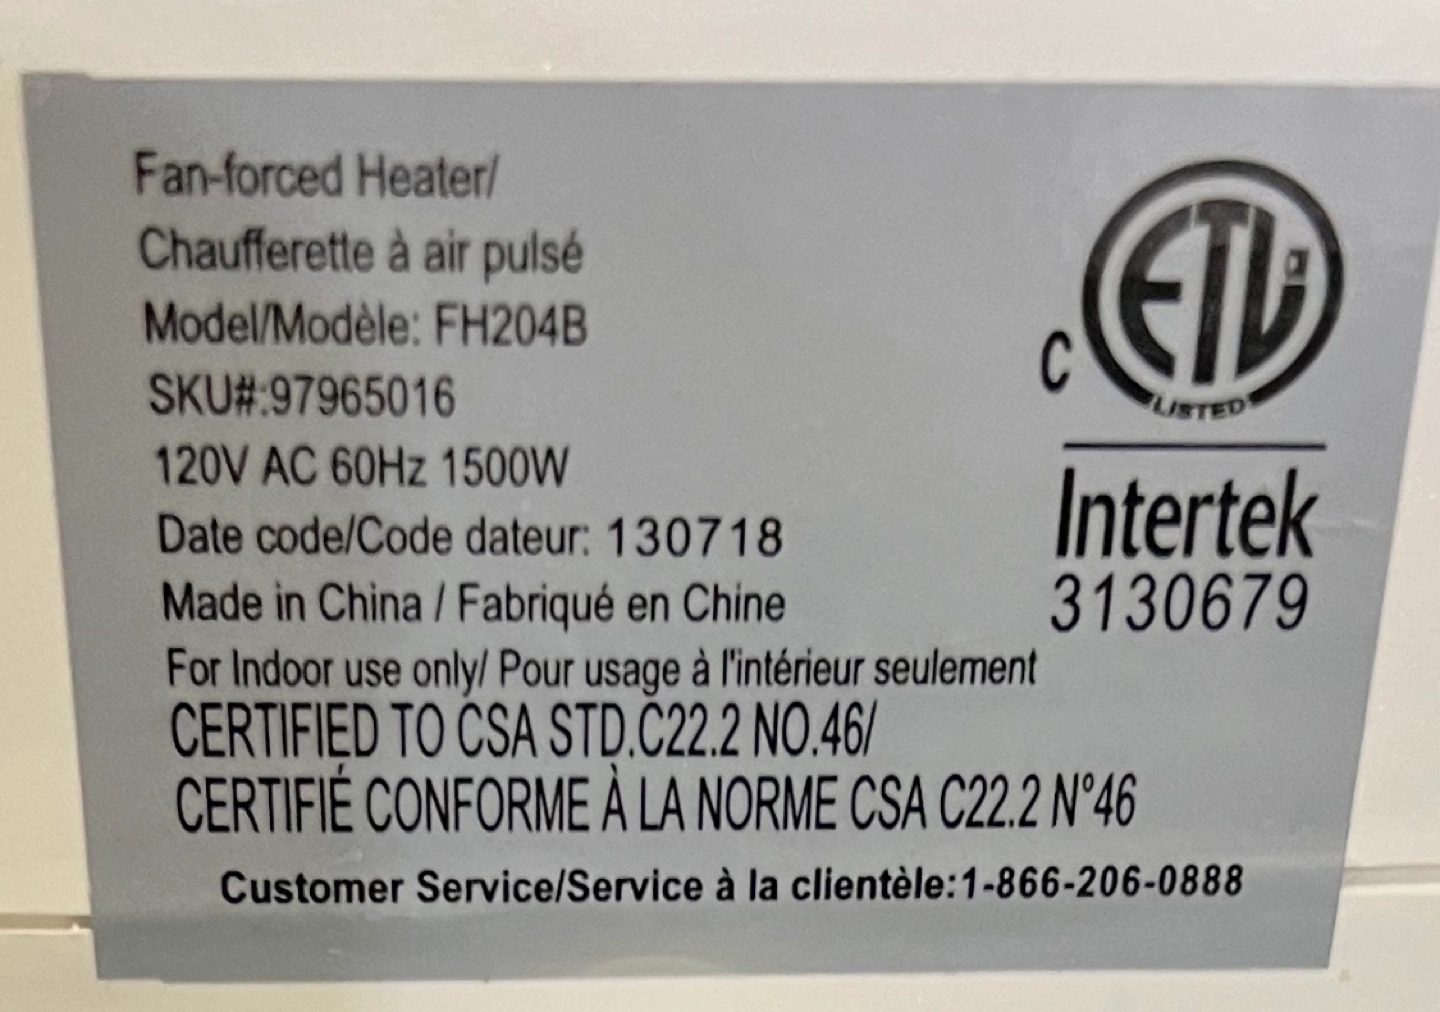 Fan-forced Heater/
Chaufferette à air pulsé
Model/Modèle: FH204B
SKU#:97965016
120V AC 60Hz 1500W
Date code/Code dateur: 130718
Made in China / Fabriqué en Chine
For Indoor use only/ Pour usage à l'intérieur seulement
CERTIFIED TO CSA STD.C22.2 NO.46/
CERTIFIÉ CONFORME À LA NORME CSA C22.2 N°46
Customer Service/Service à la clientèle:1-866-206-0888
C
ETL
LISTED
Intertek
3130679